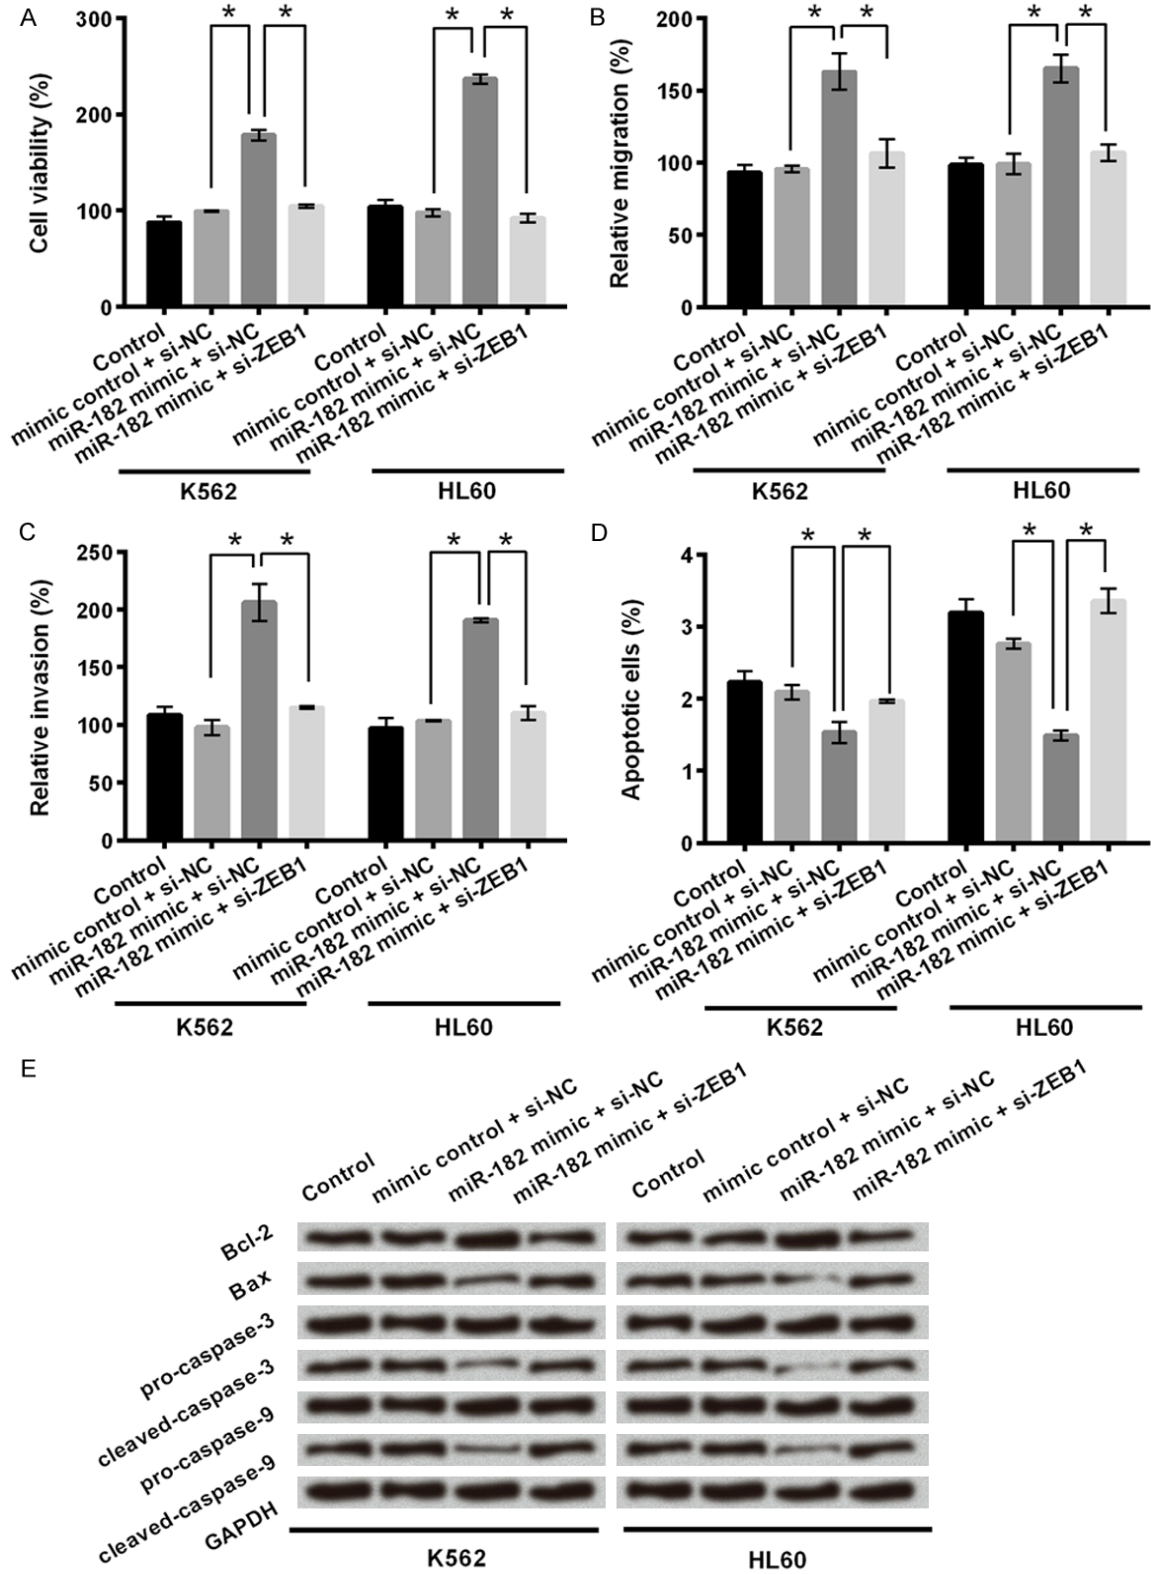 A
Cell viability (%)
300
200
100
0
*
*
*
*
Control
mimic control + si-NC
miR-182 mimic + si-NC
miR-182 mimic + si-ZEB1
Control
mimic control + si-NC
miR-182 mimic + si-NC
miR-182 mimic + si-ZEB1
K562
HL60
B
Relative migration (%)
200
150
100
50
0
*
*
*
*
Control
mimic control + si-NC
miR-182 mimic + si-NC
miR-182 mimic + si-ZEB1
Control
mimic control + si-NC
miR-182 mimic + si-NC
miR-182 mimic + si-ZEB1
K562
HL60
C
Relative invasion (%)
250
200
150
100
50
0
*
*
*
*
Control
mimic control + si-NC
miR-182 mimic + si-NC
miR-182 mimic + si-ZEB1
Control
mimic control + si-NC
miR-182 mimic + si-NC
miR-182 mimic + si-ZEB1
K562
HL60
D
Apoptotic ells (%)
4
3
2
1
0
*
*
*
*
Control
mimic control + si-NC
miR-182 mimic + si-NC
miR-182 mimic + si-ZEB1
Control
mimic control + si-NC
miR-182 mimic + si-NC
miR-182 mimic + si-ZEB1
K562
HL60
E
Control
mimic control + si-NC
miR-182 mimic + si-NC
miR-182 mimic + si-ZEB1
Control
mimic control + si-NC
miR-182 mimic + si-NC
miR-182 mimic + si-ZEB1
Bcl-2
Bax
pro-caspase-3
cleaved-caspase-3
pro-caspase-9
cleaved-caspase-9
GAPDH
K562
HL60